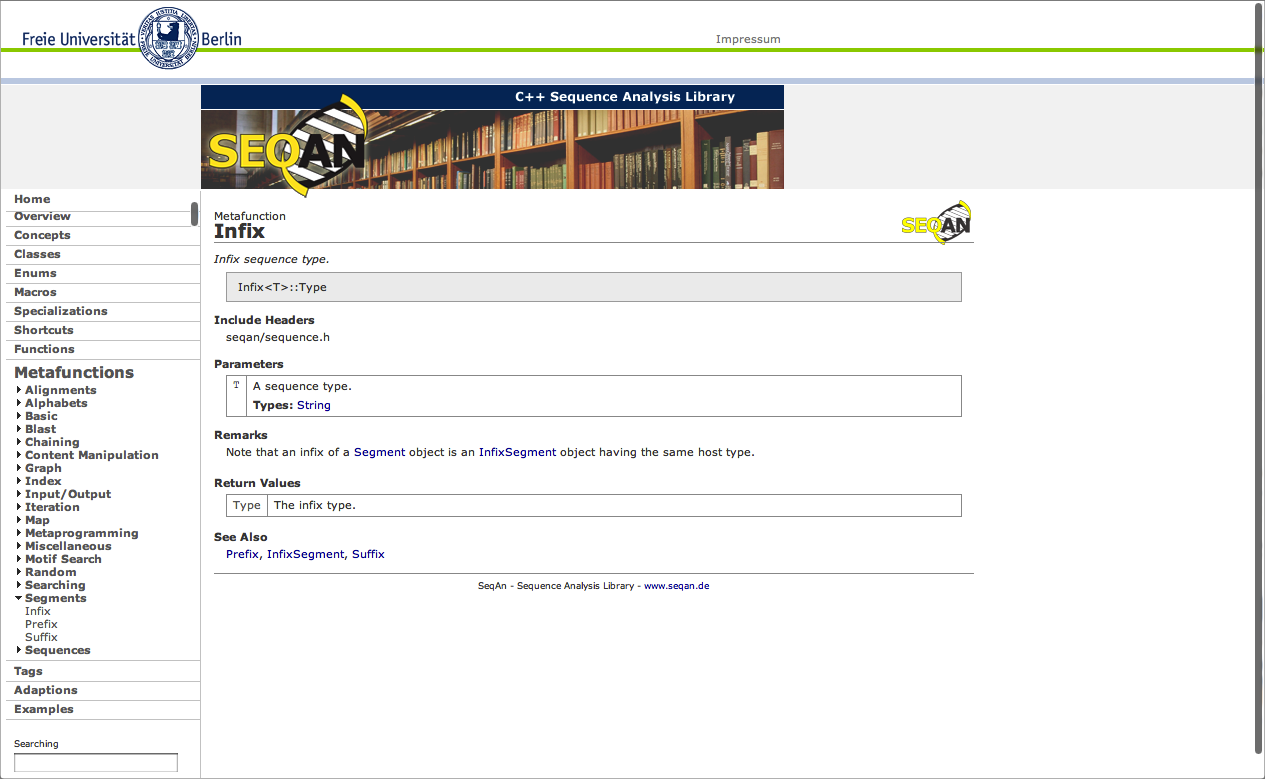 Freie Universität Berlin
Impressum
C++ Sequence Analysis Library
SEQAN
Home
Overview
Concepts
Classes
Enums
Macros
Specializations
Shortcuts
Functions
Metafunctions
Alignments
Alphabets
Basic
Blast
Chaining
Content Manipulation
Graph
Index
Input/Output
Iteration
Map
Metaprogramming
Miscellaneous
Motif Search
Random
Searching
Segments
Infix
Prefix
Suffix
Sequences
Tags
Adaptions
Examples
Searching
Metafunction
Infix
SEQAN
Infix sequence type.
Infix<T>::Type
Include Headers
seqan/sequence.h
Parameters
T A sequence type.
Types: String
Remarks
Note that an infix of a Segment object is an InfixSegment object having the same host type.
Return Values
Type The infix type.
See Also
Prefix, InfixSegment, Suffix
SeqAn - Sequence Analysis Library - www.seqan.de